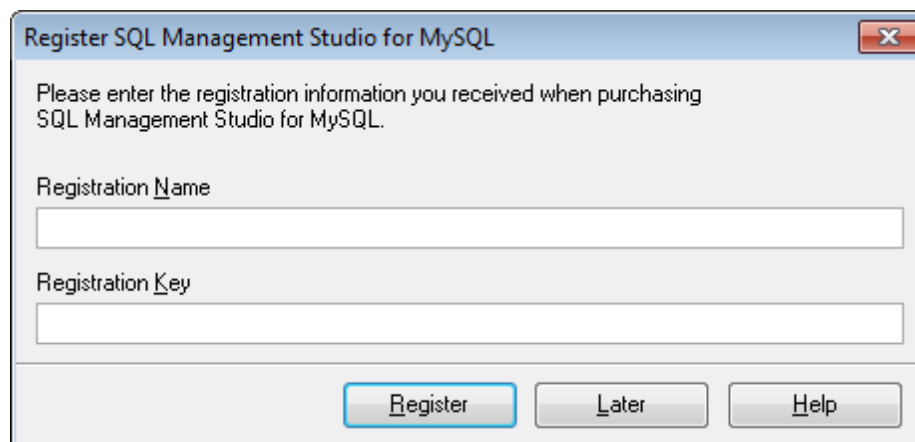 Register SQL Management Studio for MySQL
Please enter the registration information you received when purchasing
SQL Management Studio for MySQL.
Registration Name
Registration Key
Register Later Help